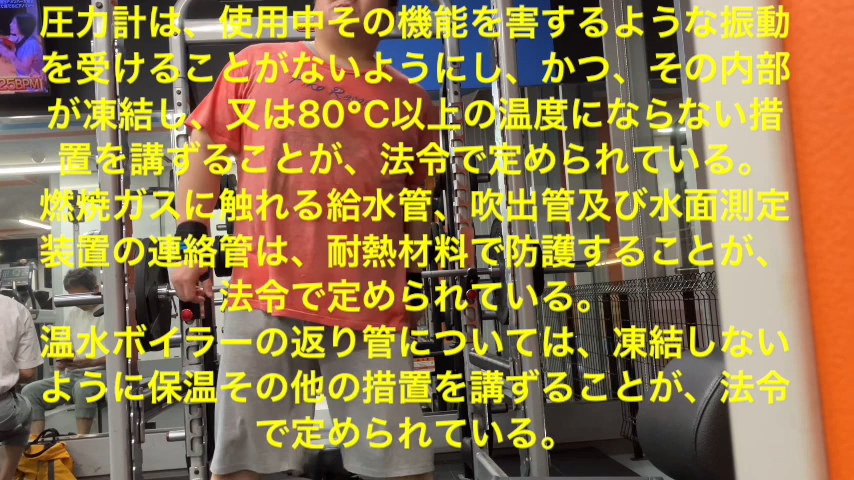 圧力計は、使用中その機能を害するような振動
を受けることがないようにし、かつ、その内部
が凍結し、又は80°C以上の温度にならない措
置を講ずることが、法令で定められている。
燃焼ガスに触れる給水管、吹出管及び水面測定
装置の連絡管は、耐熱材料で防護することが、
法令で定められている。
温水ボイラーの返り管については、凍結しない
ように保温その他の措置を講ずることが、法令
で定められている。